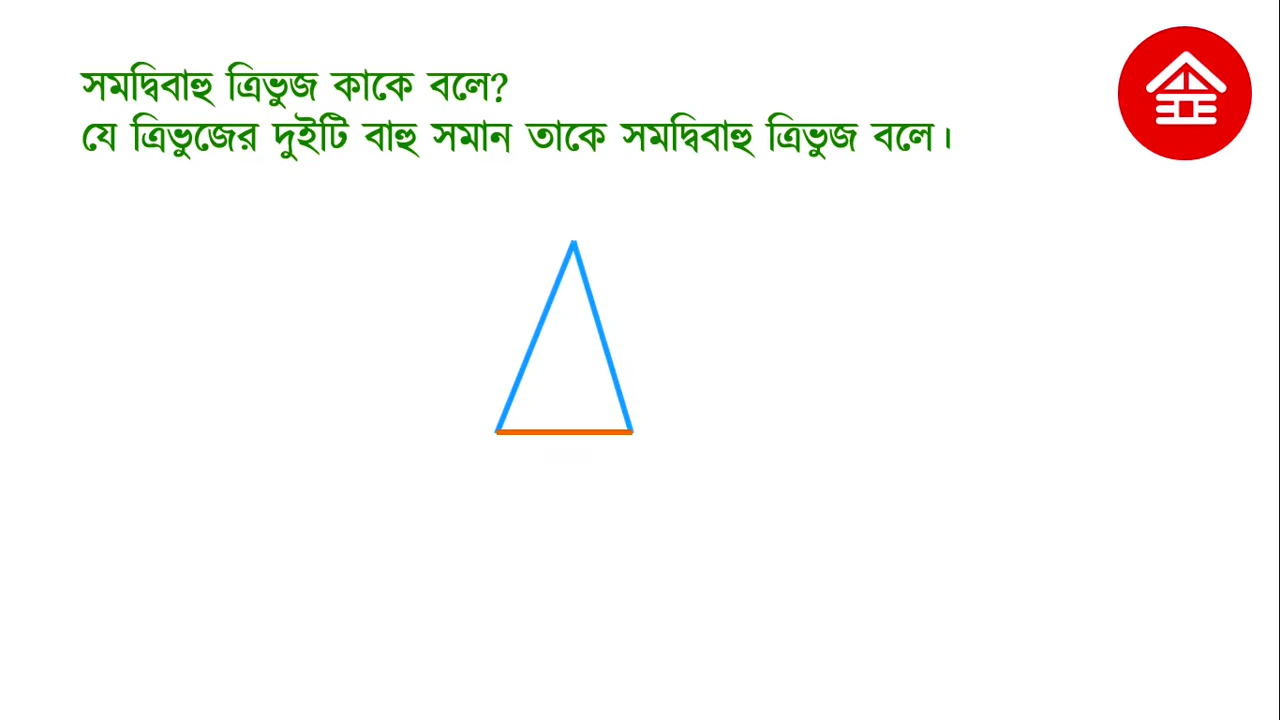 সমদ্বিবাহু ত্রিভুজ কাকে বলে?
যে ত্রিভুজের দুইটি বাহু সমান তাকে সমদ্বিবাহু ত্রিভুজ বলে।